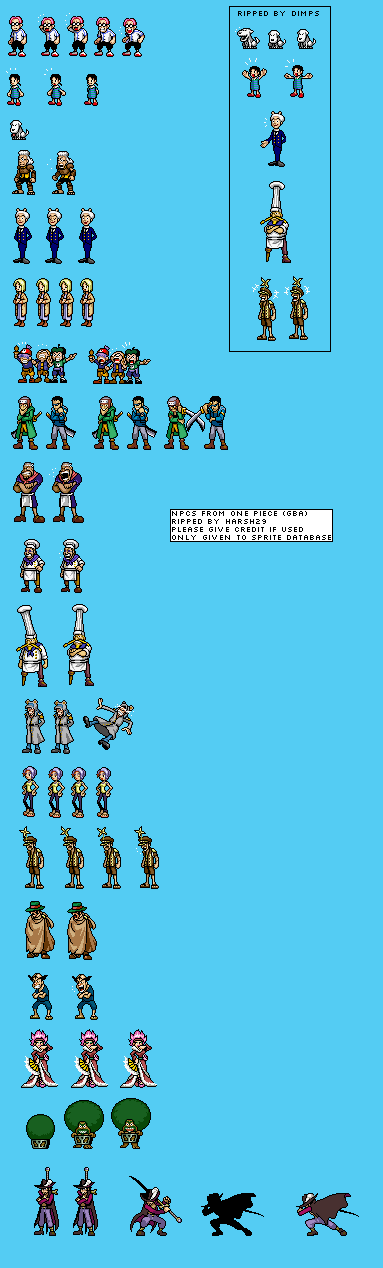 RIPPED BY DIMPS
NPCS FROM ONE PIECE (GBA)
RIPPED BY HARSH29
PLEASE GIVE CREDIT IF USED
ONLY GIVEN TO SPRITE DATABASE